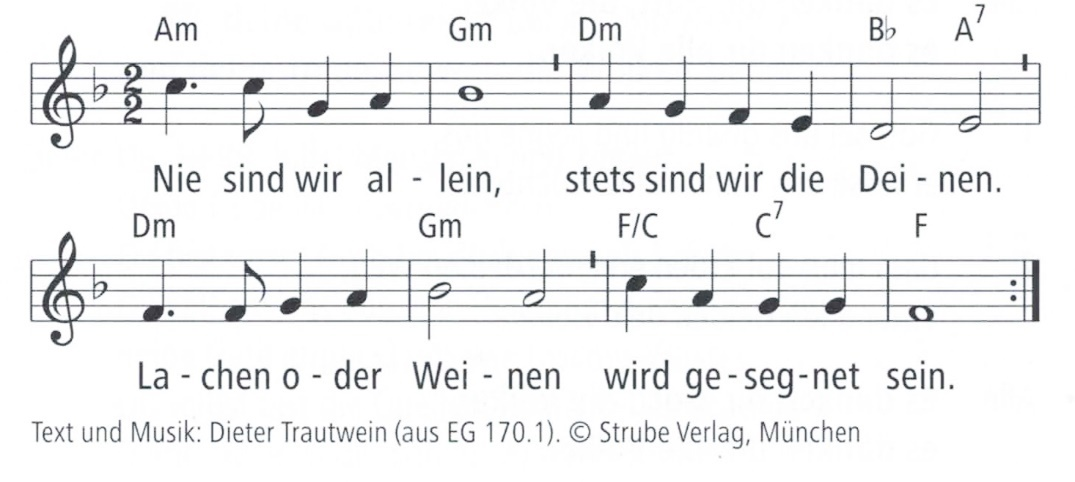 Am Gm Dm B♭ A7
2
2
Nie sind wir al - lein, stets sind wir die Dei - nen.
Dm Gm F/C C7 F
La - chen o - der Wei - nen wird ge - seg - net sein.
Text und Musik: Dieter Trautwein (aus EG 170.1). © Strube Verlag, München